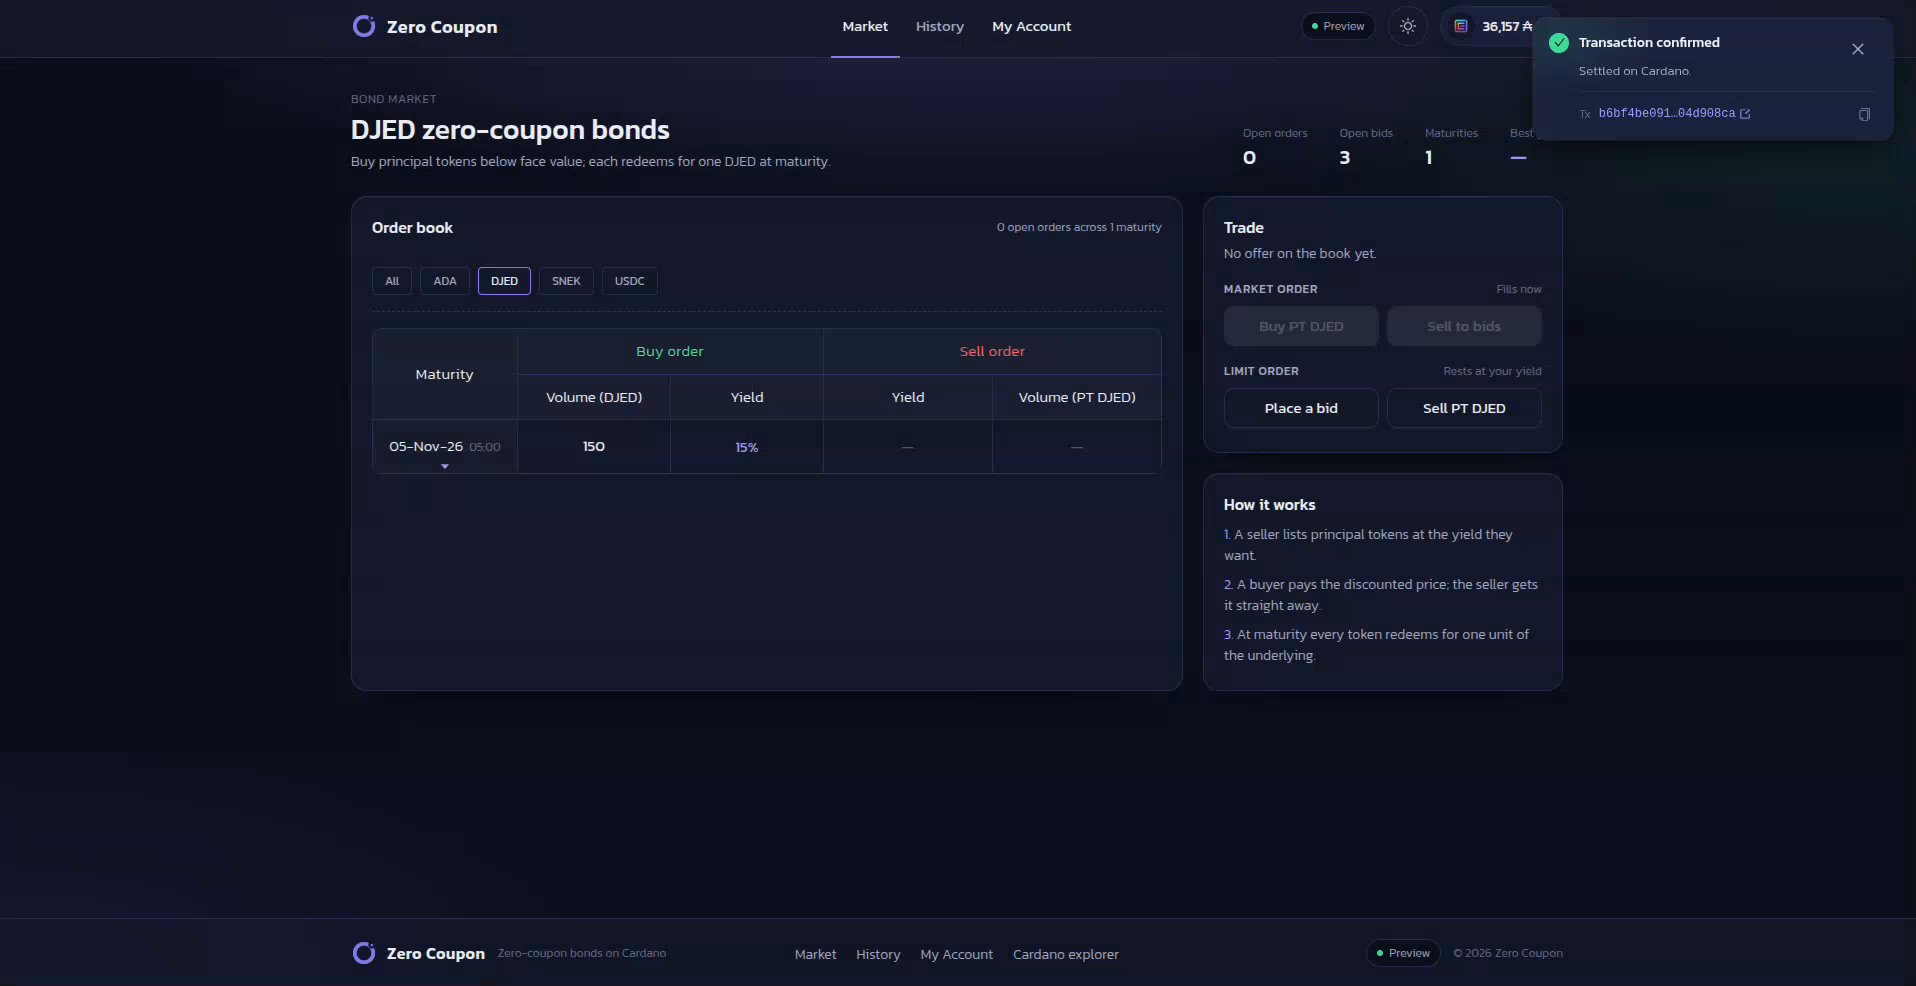 Zero Coupon
Market History My Account
Preview
36,157 ₳
Transaction confirmed
Settled on Cardano.
Tx b6bf4be091…04d908ca
BOND MARKET
DJED zero-coupon bonds
Buy principal tokens below face value; each redeems for one DJED at maturity.
Open orders Open bids Maturities Best
0 3 1 —
Order book
0 open orders across 1 maturity
All ADA DJED SNEK USDC
Maturity Buy order Sell order
Volume (DJED) Yield Yield Volume (PT DJED)
05-Nov-26 05:00 150 15% — —
Trade
No offer on the book yet.
MARKET ORDER Fills now
Buy PT DJED Sell to bids
LIMIT ORDER Rests at your yield
Place a bid Sell PT DJED
How it works
1. A seller lists principal tokens at the yield they
want.
2. A buyer pays the discounted price; the seller gets
it straight away.
3. At maturity every token redeems for one unit of
the underlying.
Zero Coupon Zero-coupon bonds on Cardano
Market History My Account Cardano explorer
Preview © 2026 Zero Coupon